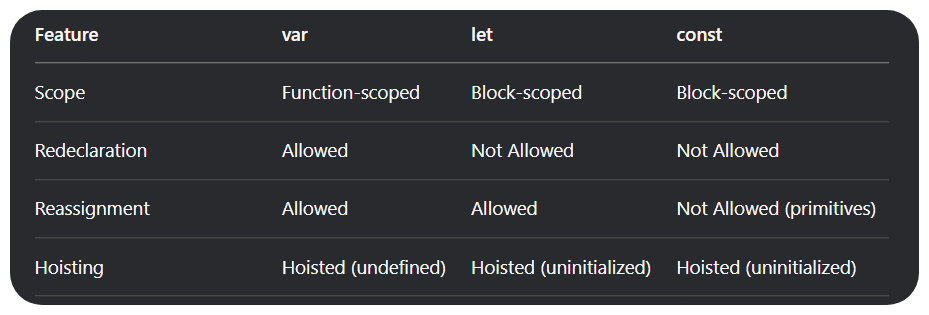 Feature var let const
Scope Function-scoped Block-scoped Block-scoped
Redeclaration Allowed Not Allowed Not Allowed
Reassignment Allowed Allowed Not Allowed (primitives)
Hoisting Hoisted (undefined) Hoisted (uninitialized) Hoisted (uninitialized)